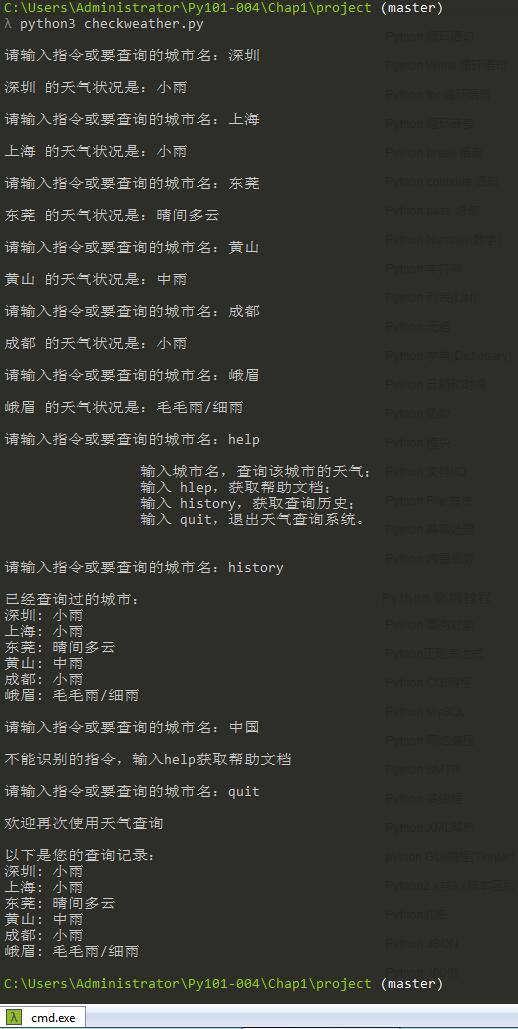 C:\Users\Administrator\Py101-004\Chap1\project (master)
λ python3 checkweather.py
请输入指令或要查询的城市名：深圳
深圳 的天气状况是：小雨
请输入指令或要查询的城市名：上海
上海 的天气状况是：小雨
请输入指令或要查询的城市名：东莞
东莞 的天气状况是：晴间多云
请输入指令或要查询的城市名：黄山
黄山 的天气状况是：中雨
请输入指令或要查询的城市名：成都
成都 的天气状况是：小雨
请输入指令或要查询的城市名：峨眉
峨眉 的天气状况是：毛毛雨/细雨
请输入指令或要查询的城市名：help
输入城市名，查询该城市的天气；
输入 hlep，获取帮助文档；
输入 history，获取查询历史；
输入 quit，退出天气查询系统。
请输入指令或要查询的城市名：history
已经查询过的城市：
深圳: 小雨
上海: 小雨
东莞: 晴间多云
黄山: 中雨
成都: 小雨
峨眉: 毛毛雨/细雨
请输入指令或要查询的城市名：中国
不能识别的指令，输入help获取帮助文档
请输入指令或要查询的城市名：quit
欢迎再次使用天气查询
以下是您的查询记录：
深圳: 小雨
上海: 小雨
东莞: 晴间多云
黄山: 中雨
成都: 小雨
峨眉: 毛毛雨/细雨
C:\Users\Administrator\Py101-004\Chap1\project (master)
λ cmd.exe